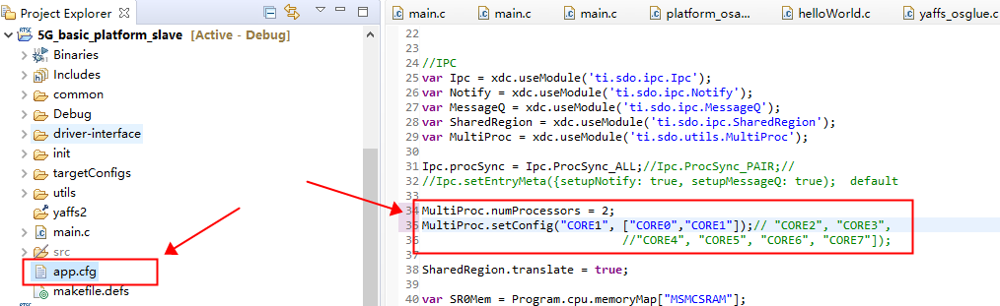 Project Explorer
5G_basic_platform_slave [Active - Debug]
Binaries
Includes
common
Debug
driver-interface
init
targetConfigs
utils
yaffs2
main.c
src
app.cfg
makefile.defs
main.c main.c main.c platform_osa... helloWorld.c yaffs_osglue.c
22
23
24 //IPC
25 var Ipc = xdc.useModule('ti.sdo.ipc.Ipc');
26 var Notify = xdc.useModule('ti.sdo.ipc.Notify');
27 var MessageQ = xdc.useModule('ti.sdo.ipc.MessageQ');
28 var SharedRegion = xdc.useModule('ti.sdo.ipc.SharedRegion');
29 var MultiProc = xdc.useModule('ti.sdo.utils.MultiProc');
30
31 Ipc.procSync = Ipc.ProcSync_ALL;//Ipc.ProcSync_PAIR;//
32 //Ipc.setEntryMeta({setupNotify: true, setupMessageQ: true); default
33
34 MultiProc.numProcessors = 2;
35 MultiProc.setConfig("CORE1", ["CORE0","CORE1"]);// "CORE2", "CORE3",
36 //"CORE4", "CORE5", "CORE6", "CORE7"]);
37
38 SharedRegion.translate = true;
39
40 var SR0Mem = Program.cpu.memoryMap["MSMCSRAM"];